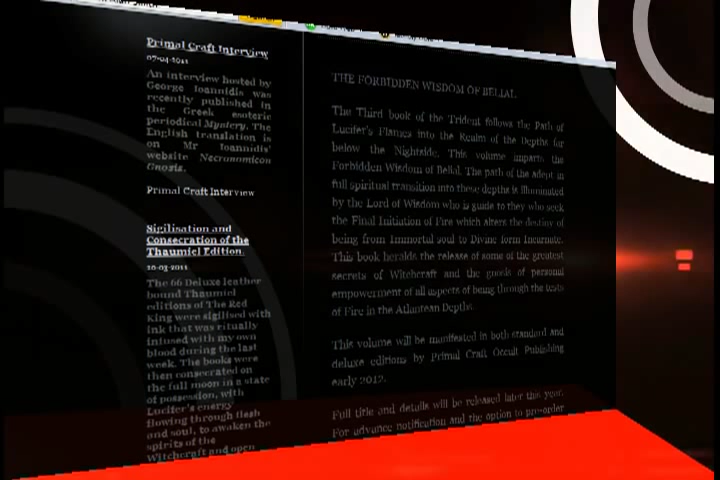 Primal Craft Interview
07-04-2011
An interview hosted by
George Ioannidis was
recently published in
the Greek esoteric
periodical Mystery. The
English translation is
on Mr Ioannidis'
website Necronomicon
Gnosis.
Primal Craft Interview
Sigilisation and
Consecration of the
Thaumiel Edition.
10-03-2011
The 66 Deluxe leather
bound Thaumiel
editions of The Red
King were sigilised with
ink that was ritually
infused with my own
blood during the last
week. The books were
then consecrated on
the full moon in a state
of possession, with
Lucifer's energy
flowing through flesh
and soul, to awaken the
spirits of the
Witchcraft and open
THE FORBIDDEN WISDOM OF BELIAL
The Third book of the Trident follows the Path of
Lucifer's Flames into the Realm of the Depths far
below the Nightside. This volume imparts the
Forbidden Wisdom of Belial. The path of the adept in
full spiritual transition into these depths is illuminated
by the Lord of Wisdom who is guide to they who seek
the Final Initiation of Fire which alters the destiny of
being from Immortal soul to Divine form Incarnate.
This book heralds the release of some of the greatest
secrets of Witchcraft and the gnosis of personal
empowerment of all aspects of being through the tests
of Fire in the Atlantean Depths.
This volume will be manifested in both standard and
deluxe editions by Primal Craft Occult Publishing
early 2012.
Full title and details will be released later this year.
For advance notification and the option to pre-order